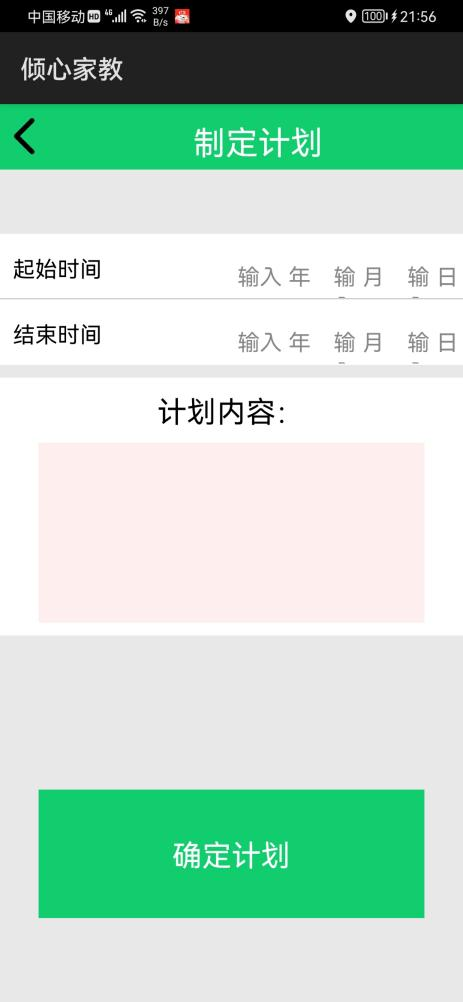 中国移动 HD 4G 397 B/s 100 21:56
倾心家教
制定计划
起始时间 输入 年 输 月 输 日
结束时间 输入 年 输 月 输 日
计划内容：
确定计划